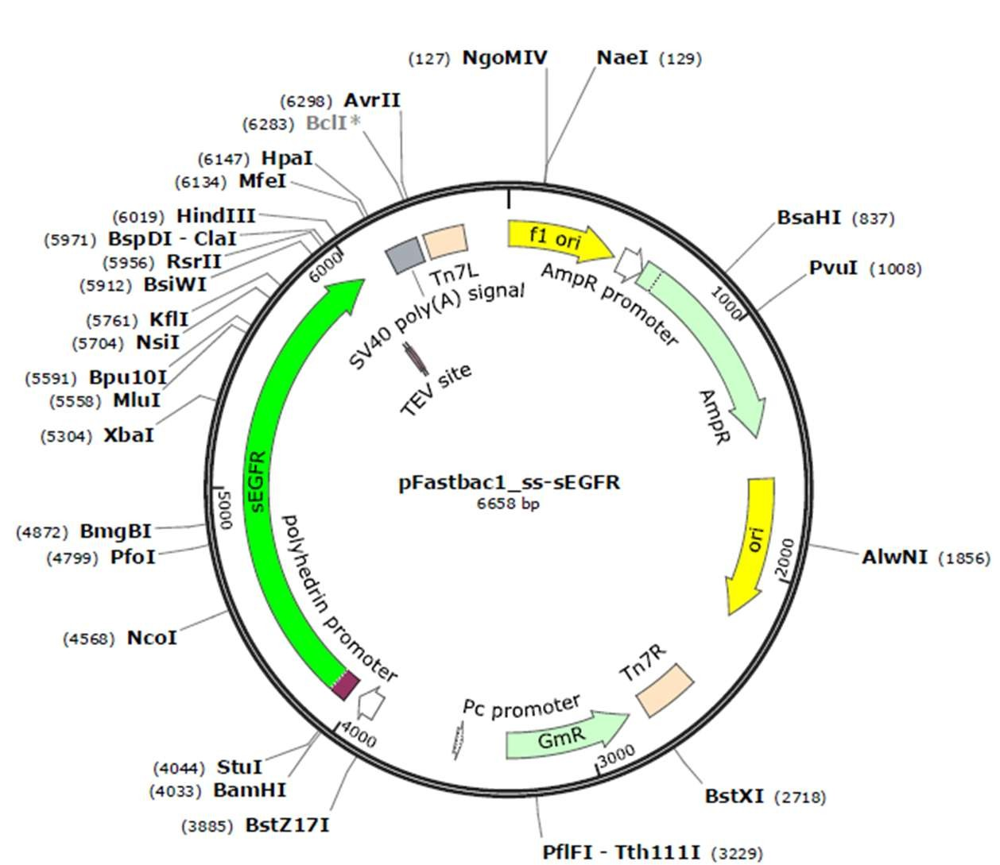 (127) NgoMIV
NaeI (129)
(6298) AvrII
(6283) BclI*
(6147) HpaI
(6134) MfeI
(6019) HindIII
(5971) BspDI - ClaI
(5956) RsrII
(5912) BsiWI
(5761) KflI
(5704) NsiI
(5591) Bpu10I
(5558) MluI
(5304) XbaI
(4872) BmgBI
(4799) PfoI
(4568) NcoI
(4044) StuI
(4033) BamHI
(3885) BstZ17I
BsaHI (837)
PvuI (1008)
AlwNI (1856)
BstXI (2718)
PflFI - Tth111I (3229)
1000
2000
3000
4000
5000
6000
f1 ori
AmpR promoter
AmpR
ori
Tn7R
GmR
Pc promoter
polyhedrin promoter
sEGFR
TEV site
SV40 poly(A) signal
Tn7L
pFastbac1_ss-sEGFR
6658 bp